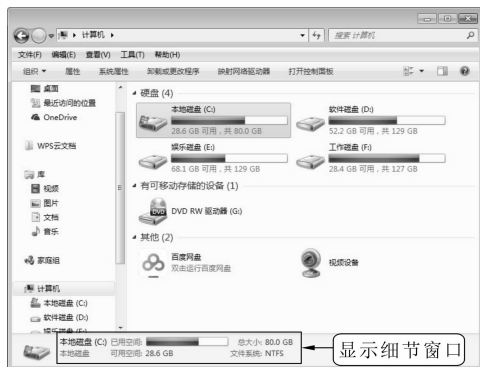 计算机
搜索 计算机
文件(F) 编辑(E) 查看(V) 工具(T) 帮助(H)
组织 属性 系统属性 卸载或更改程序 映射网络驱动器 打开控制面板
桌面
最近访问的位置
OneDrive
WPS云文档
库
视频
图片
文档
音乐
家庭组
计算机
本地磁盘 (C:)
软件磁盘 (D:)
娱乐磁盘 (E:)
硬盘 (4)
本地磁盘 (C:)
28.6 GB 可用，共 80.0 GB
软件磁盘 (D:)
52.2 GB 可用，共 129 GB
娱乐磁盘 (E:)
68.1 GB 可用，共 129 GB
工作磁盘 (F:)
28.4 GB 可用，共 127 GB
有可移动存储的设备 (1)
DVD RW 驱动器 (G:)
其他 (2)
百度网盘
双击运行百度网盘
视频设备
本地磁盘 (C:) 已用空间: 总大小: 80.0 GB
本地磁盘 可用空间: 28.6 GB 文件系统: NTFS
显示细节窗口